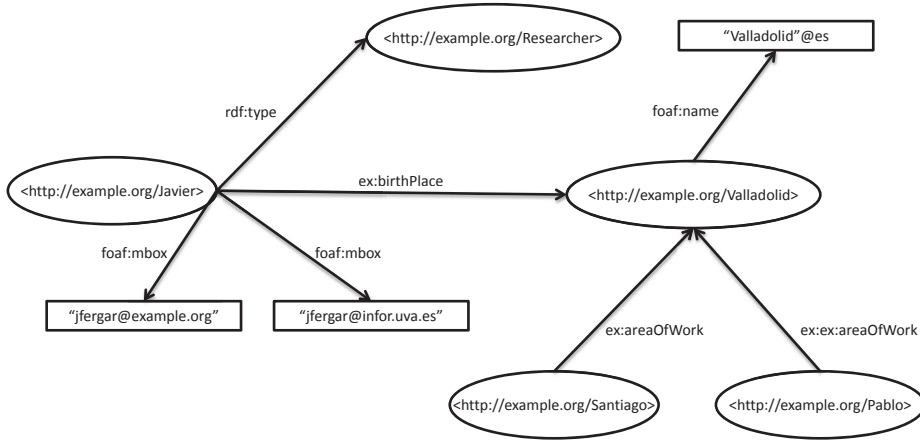 <http://example.org/Researcher>
“Valladolid”@es
rdf:type
foaf:name
<http://example.org/Javier>
ex:birthPlace
<http://example.org/Valladolid>
foaf:mbox
foaf:mbox
“jfergar@example.org”
“jfergar@infor.uva.es”
ex:areaOfWork
ex:ex:areaOfWork
<http://example.org/Santiago>
<http://example.org/Pablo>